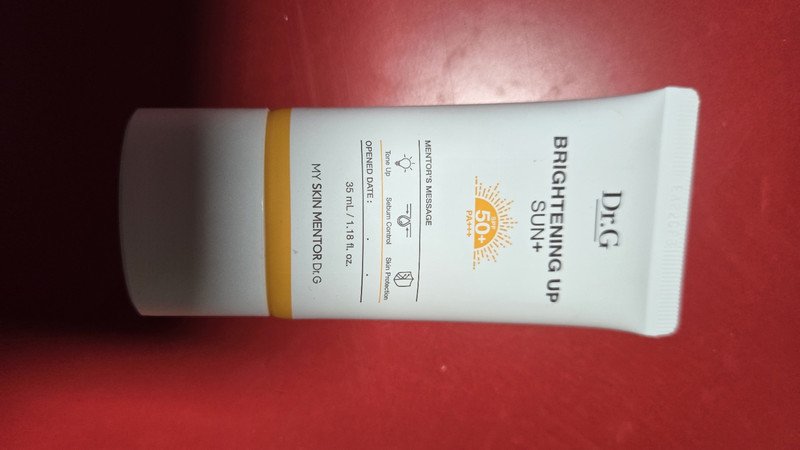 Dr.G
BRIGHTENING UP
SUN+
SPF
50+
PA+++
MENTOR'S MESSAGE
Tone Up Sebum Control Skin Protection
OPENED DATE : . .
35 mL / 1.18 fl. oz.
MY SKIN MENTOR Dr.G